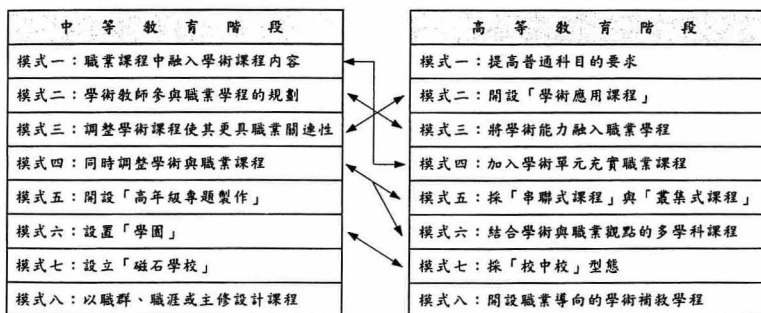 中等教育階段
模式一：職業課程中融入學術課程內容
模式二：學術教師參與職業學程的規劃
模式三：調整學術課程使其更具職業關連性
模式四：同時調整學術與職業課程
模式五：開設「高年級專題製作」
模式六：設置「學園」
模式七：設立「磁石學校」
模式八：以職群、職涯或主修設計課程
高等教育階段
模式一：提高普通科目的要求
模式二：開設「學術應用課程」
模式三：將學術能力融入職業學程
模式四：加入學術單元充實職業課程
模式五：採「串聯式課程」與「叢集式課程」
模式六：結合學術與職業觀點的多學科課程
模式七：採「校中校」型態
模式八：開設職業導向的學術補救學程